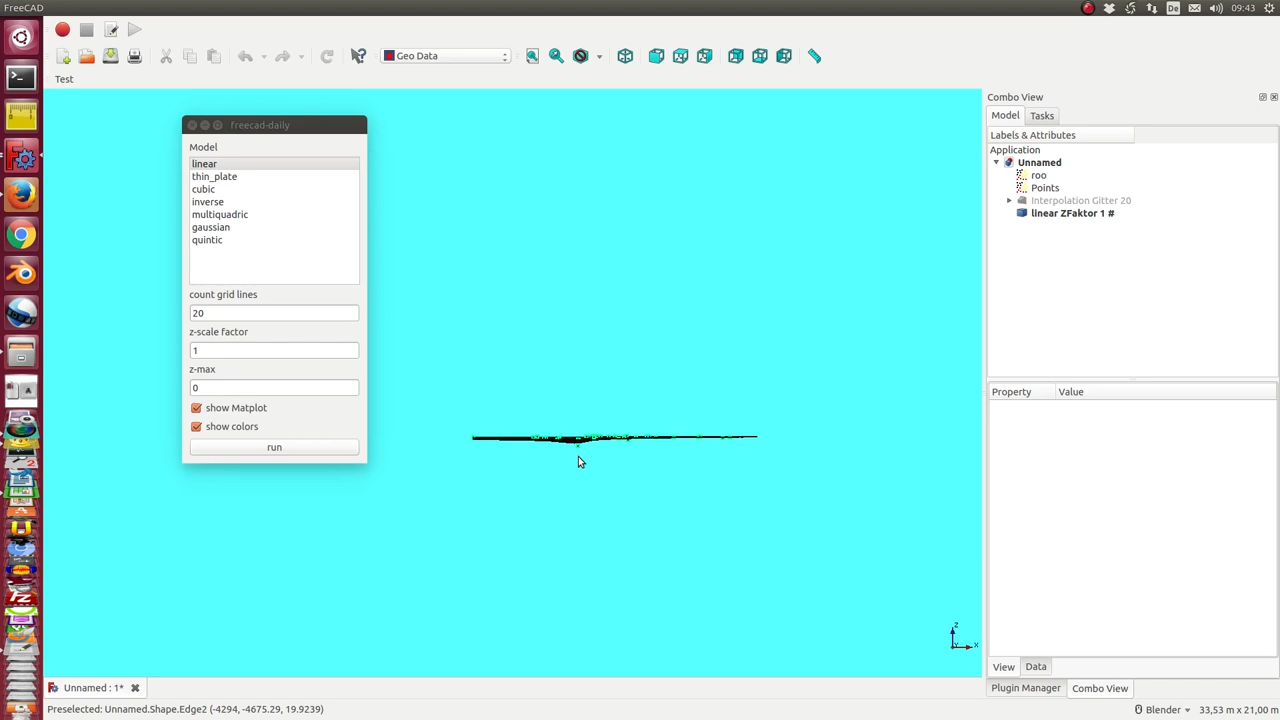 FreeCAD
De
09:43
Geo Data
Test
Combo View
Model
Tasks
Labels & Attributes
Application
Unnamed
roo
Points
Interpolation Gitter 20
linear ZFaktor 1 #
freecad-daily
Model
linear
thin_plate
cubic
inverse
multiquadric
gaussian
quintic
count grid lines
20
z-scale factor
1
z-max
0
show Matplot
show colors
run
Property
Value
z
x
View
Data
Unnamed : 1*
Plugin Manager
Combo View
Preselected: Unnamed.Shape.Edge2 (-4294, -4675.29, 19.9239)
Blender
33,53 m x 21,00 m